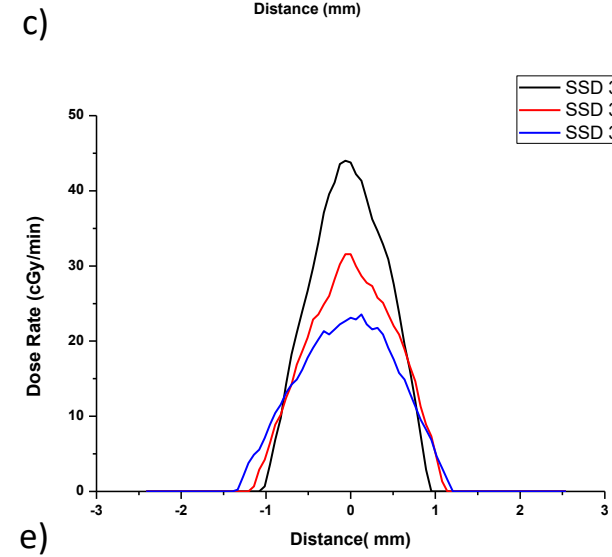 c)
Distance (mm)
SSD 3
SSD 3
SSD 3
50
40
30
20
10
0
Dose Rate (cGy/min)
-3 -2 -1 0 1 2 3
Distance( mm)
e)